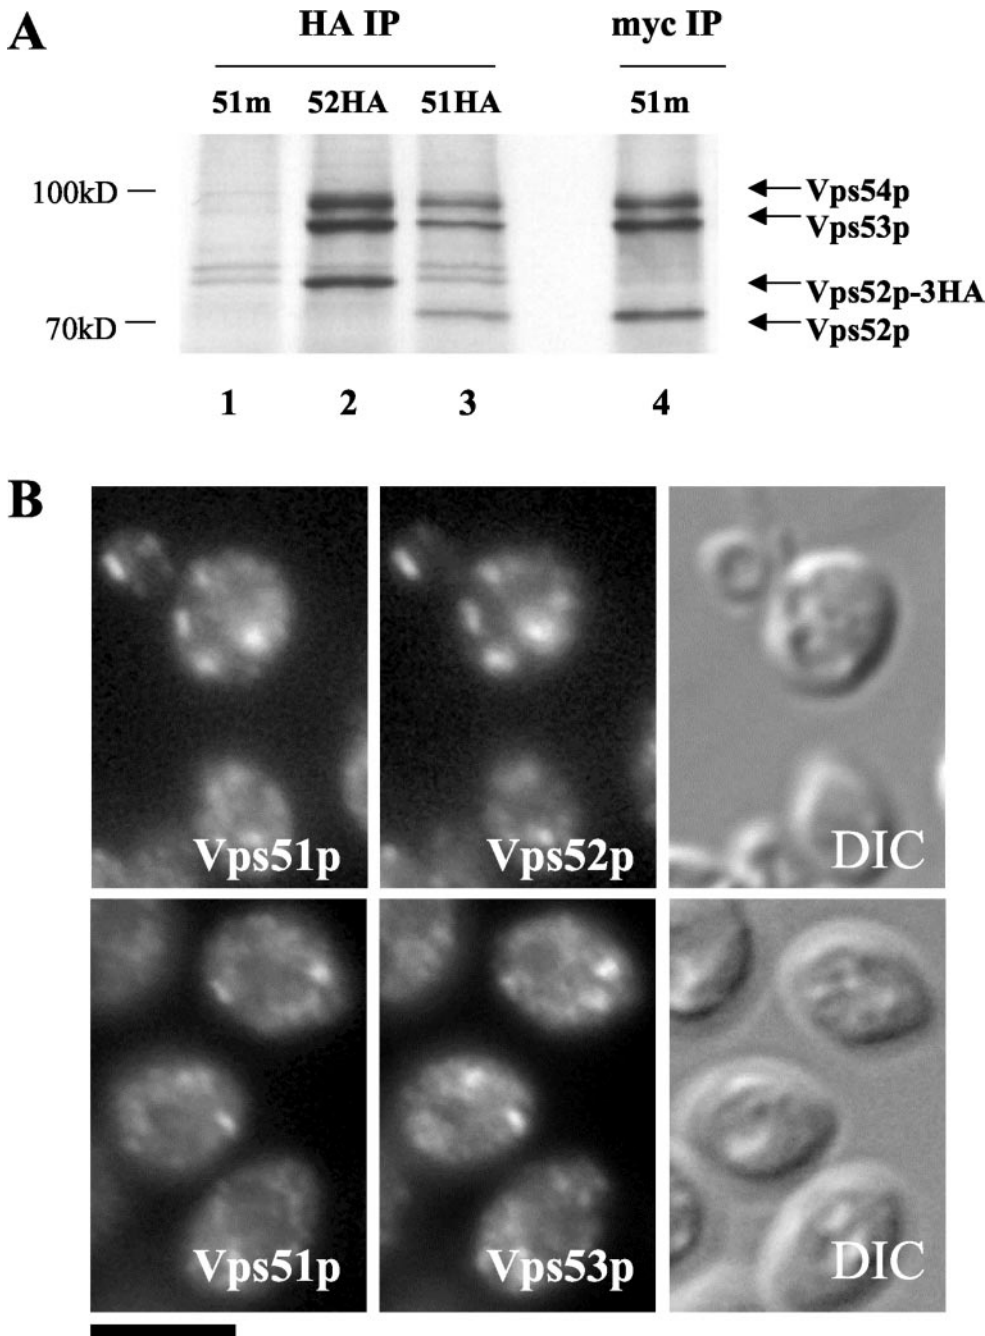 A
HA IP
myc IP
51m
52HA
51HA
51m
100kD
70kD
Vps54p
Vps53p
Vps52p-3HA
Vps52p
1
2
3
4
B
Vps51p
Vps52p
DIC
Vps51p
Vps53p
DIC